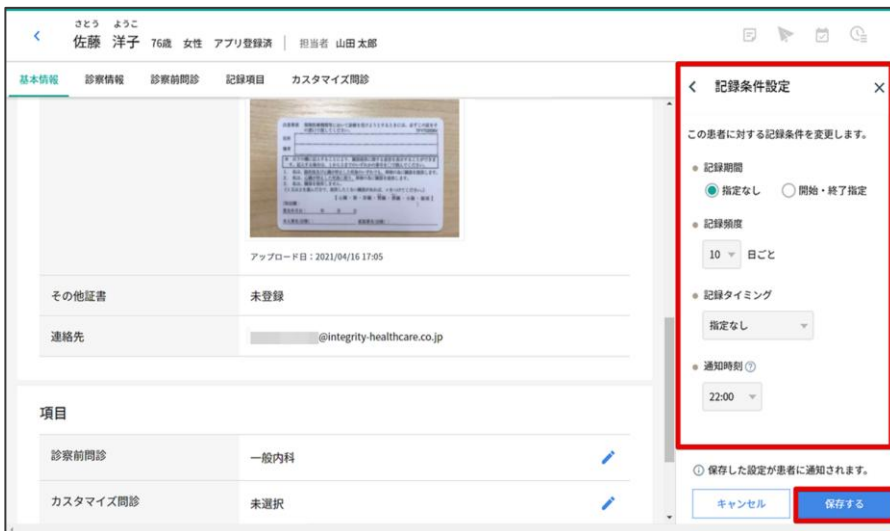 さとう ようこ
佐藤 洋子 76歳 女性 アプリ登録済 担当者 山田 太郎
基本情報 診察情報 診察前問診 記録項目 カスタマイズ問診
アップロード日：2021/04/16 17:05
その他証書 未登録
連絡先 @integrity-healthcare.co.jp
項目
診察前問診 一般内科
カスタマイズ問診 未選択
記録条件設定
この患者に対する記録条件を変更します。
記録期間
指定なし 開始・終了指定
記録頻度
10 日ごと
記録タイミング
指定なし
通知時刻
22:00
保存した設定が患者に通知されます。
キャンセル 保存する